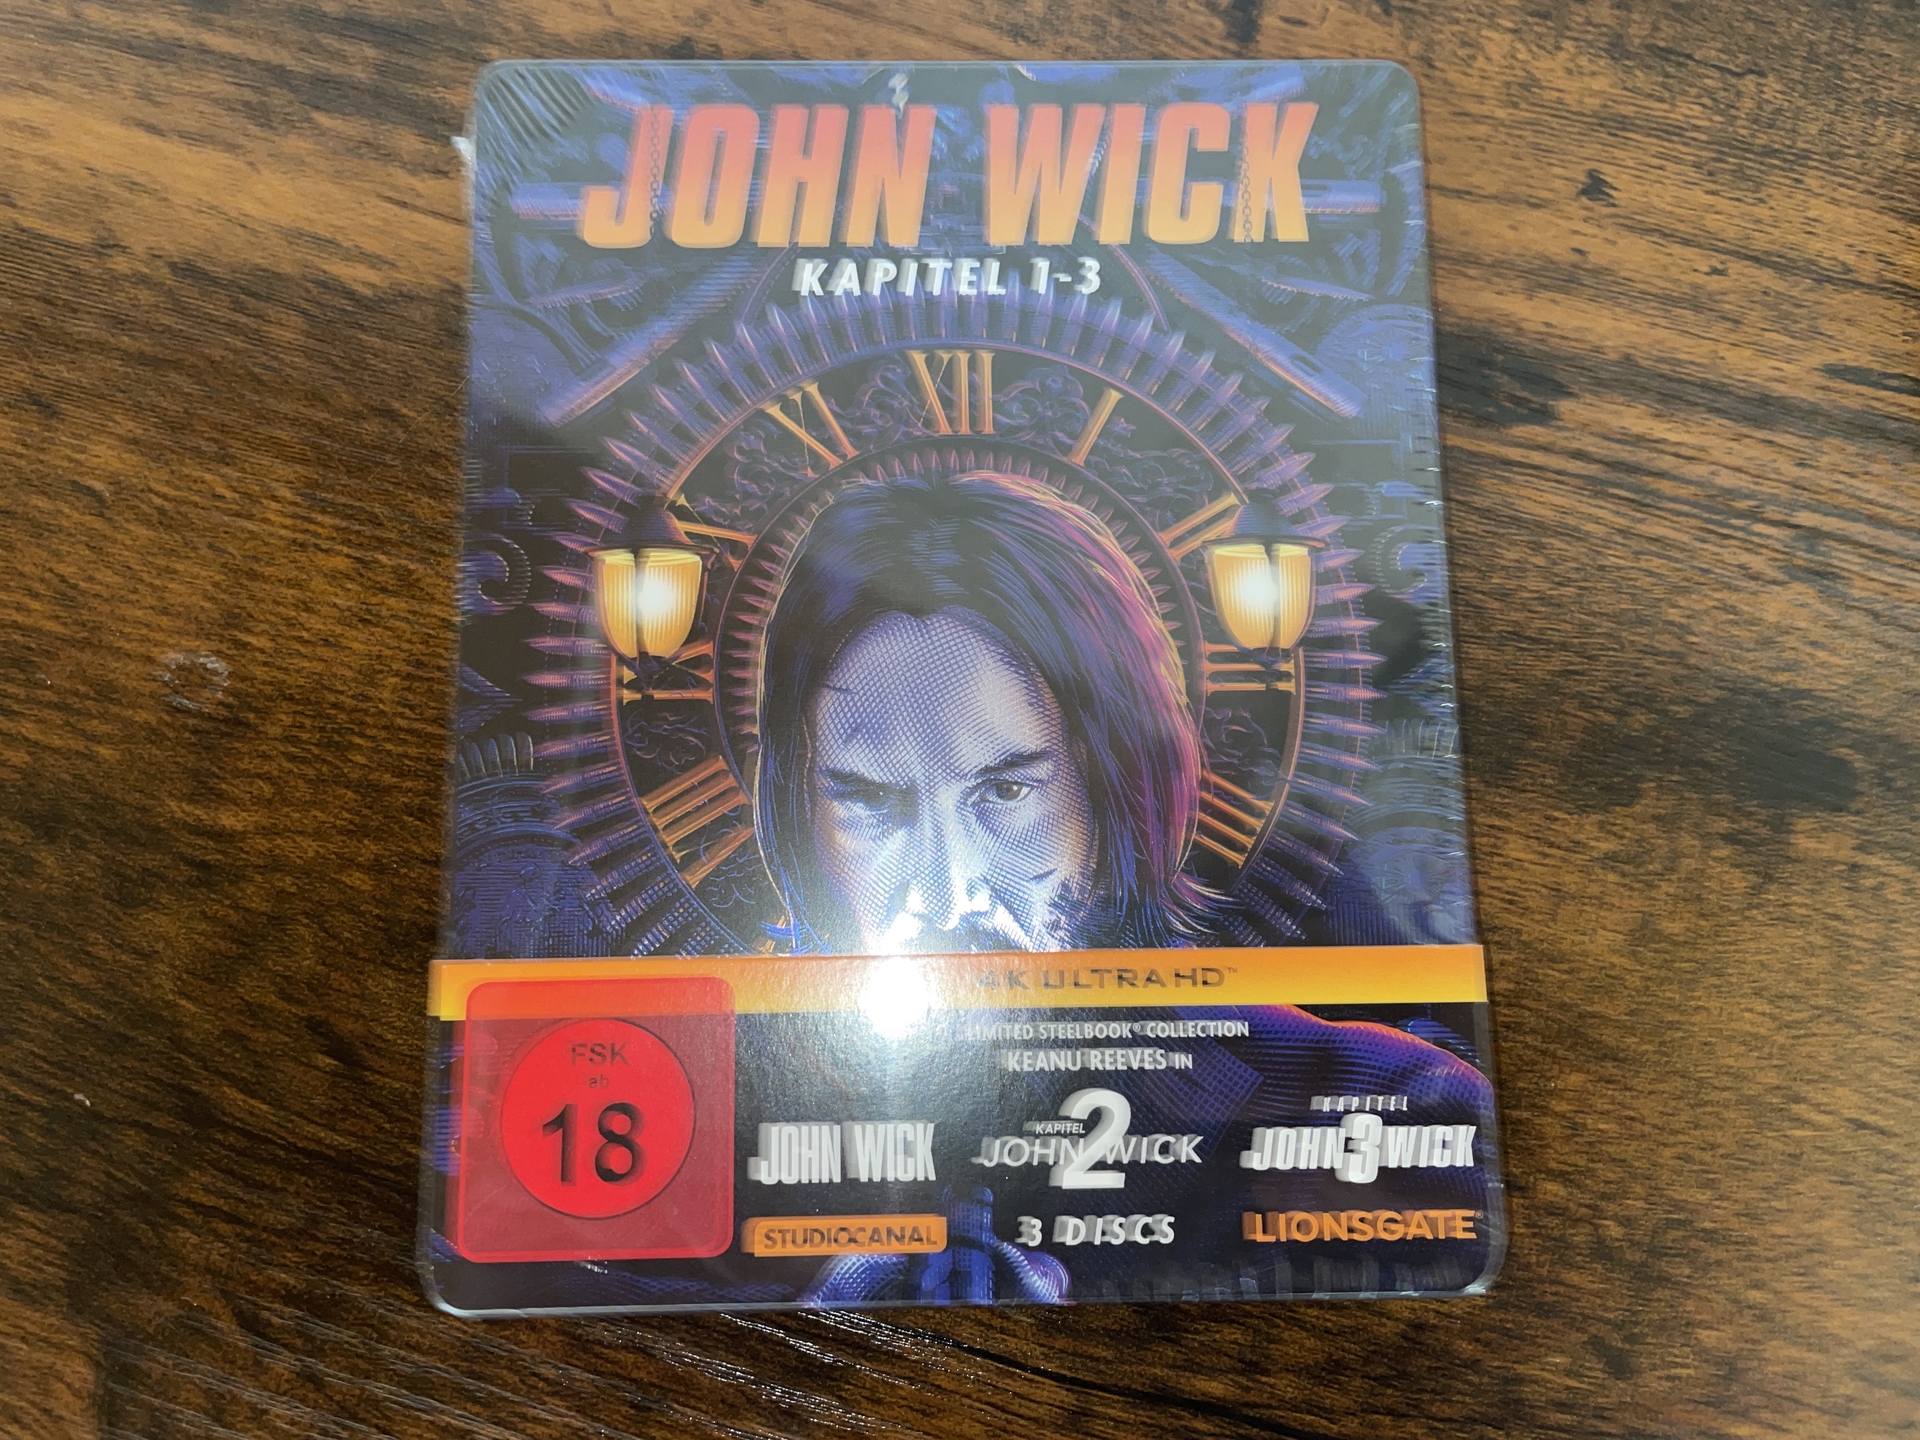 JOHN WICK
KAPITEL 1-3
XII
XI
I
4K ULTRA HD™
LIMITED STEELBOOK® COLLECTION
KEANU REEVES IN
FSK
ab
18
JOHN WICK
KAPITEL
2
JOHN WICK
KAPITEL
JOHN 3 WICK
STUDIOCANAL
3 DISCS
LIONSGATE®